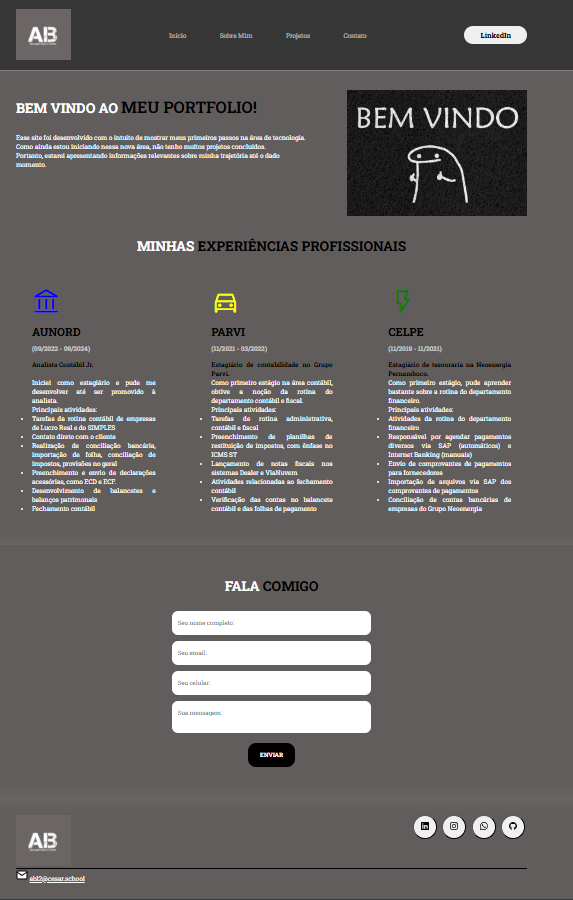 AB
Início
Sobre Mim
Projetos
Contato
LinkedIn
BEM VINDO AO MEU PORTFOLIO!
Esse site foi desenvolvido com o intuito de mostrar meus primeiros passos na área de tecnologia.
Como ainda estou iniciando nessa nova área, não tenho muitos projetos concluídos.
Portanto, estarei apresentando informações relevantes sobre minha trajetória até o dado
momento.
BEM VINDO
MINHAS EXPERIÊNCIAS PROFISSIONAIS
AUNORD
(09/2022 - 09/2024)
Analista Contábil Jr.
Iniciei como estagiário e pude me
desenvolver até ser promovido à
analista.
Principais atividades:
Tarefas da rotina contábil de empresas
de Lucro Real e do SIMPLES
Contato direto com o cliente
Realização de conciliação bancária,
importação de folha, conciliação de
impostos, provisões no geral
Preenchimento e envio de declarações
acessórias, como ECD e ECF.
Desenvolvimento de balancetes e
balanços patrimonais
Fechamento contábil
PARVI
(11/2021 - 03/2022)
Estagiário de contabilidade no Grupo
Parvi.
Como primeiro estágio na área contábil,
obtive a noção da rotina do
departamento contábil e fiscal.
Principais atividades:
Tarefas de rotina administrativa,
contábil e fiscal
Preenchimento de planilhas de
restituição de impostos, com ênfase no
ICMS ST
Lançamento de notas fiscais nos
sistemas Dealer e ViaNuvem
Atividades relacionadas ao fechamento
contábil
Verificação das contas no balancete
contábil e das folhas de pagamento
CELPE
(11/2019 - 11/2021)
Estagiário de tesouraria na Neoenergia
Pernambuco.
Como primeiro estágio, pude aprender
bastante sobre a rotina do departamento
financeiro.
Principais atividades:
Atividades da rotina do departamento
financeiro
Responsável por agendar pagamentos
diversos via SAP (automáticos) e
Internet Banking (manuais)
Envio de comprovantes de pagamentos
para fornecedores
Importação de arquivos via SAP dos
comprovantes de pagamentos
Conciliação de contas bancárias de
empresas do Grupo Neoenergia
FALA COMIGO
Seu nome completo:
Seu email:
Seu celular:
Sua mensagem:
ENVIAR
AB
abl2@cesar.school